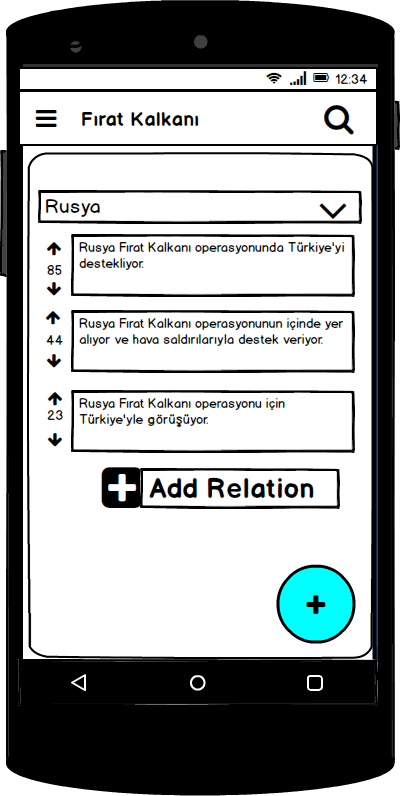 12:34
Fırat Kalkanı
Rusya
85
Rusya Fırat Kalkanı operasyonunda Türkiye'yi
destekliyor.
44
Rusya Fırat Kalkanı operasyonunun içinde yer
alıyor ve hava saldırılarıyla destek veriyor.
23
Rusya Fırat Kalkanı operasyonu için
Türkiye'yle görüşüyor.
Add Relation